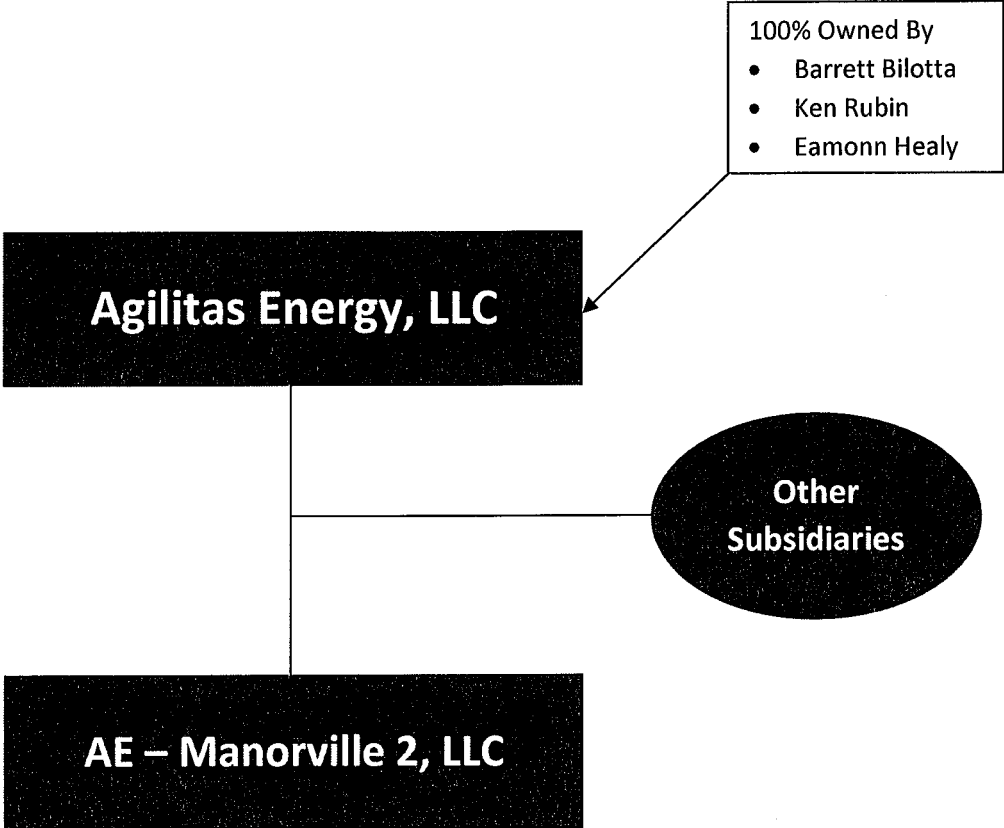 100% Owned By
• Barrett Bilotta
• Ken Rubin
• Eamonn Healy
Agilitas Energy, LLC
Other
Subsidiaries
AE – Manorville 2, LLC